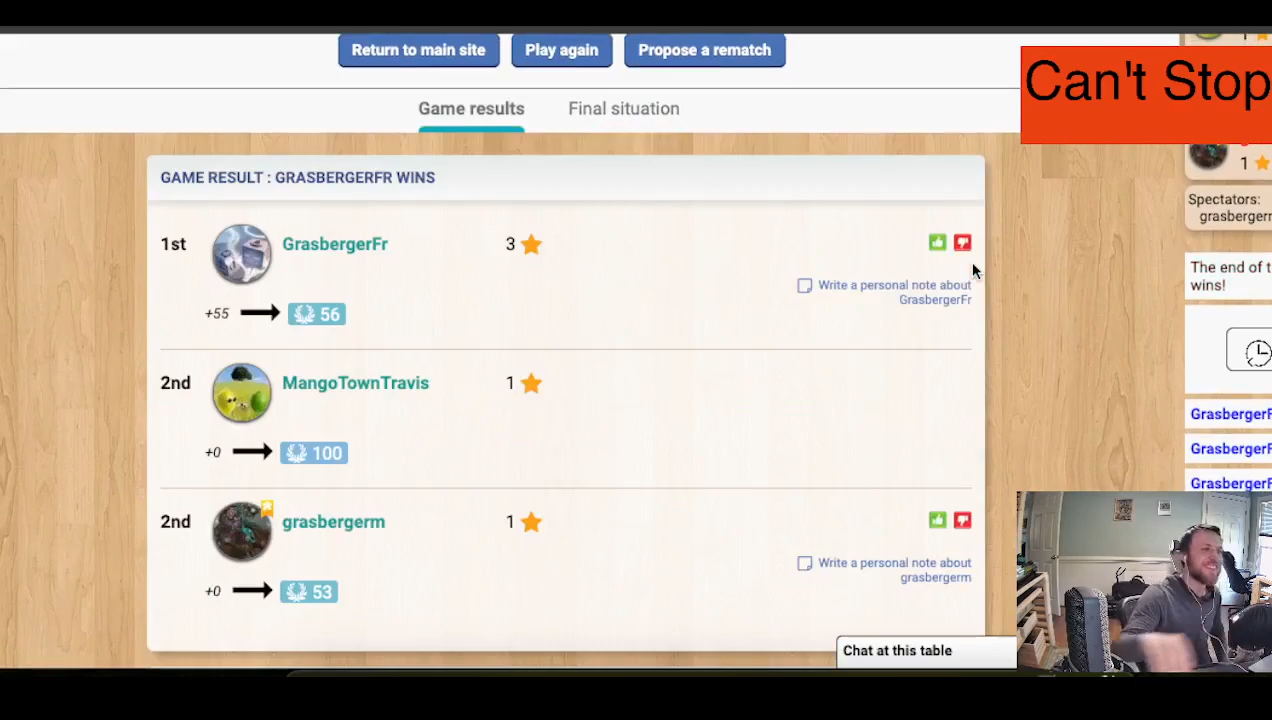 Return to main site
Play again
Propose a rematch
Can't Stop
Game results
Final situation
1
Spectators:
grasbergerm
GAME RESULT : GRASBERGERFR WINS
1st
GrasbergerFr
3
Write a personal note about
GrasbergerFr
+55
56
The end of t
wins!
2nd
MangoTownTravis
1
+0
100
GrasbergerF
GrasbergerF
GrasbergerF
2nd
grasbergerm
1
Write a personal note about
grasbergerm
+0
53
Chat at this table